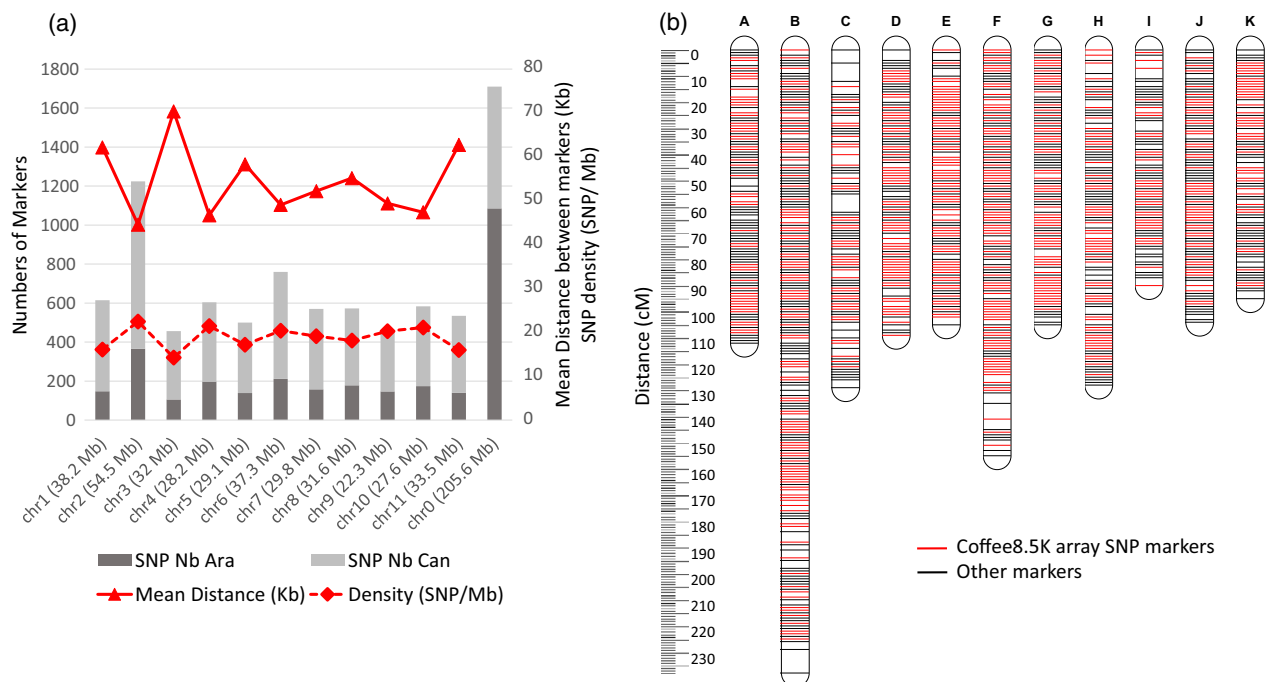 (a)
Numbers of Markers
1800
1600
1400
1200
1000
800
600
400
200
0
80
70
60
50
40
30
20
10
0
Mean Distance between markers (Kb)
SNP density (SNP/ Mb)
chr1 (38.2 Mb)
chr2 (54.5 Mb)
chr3 (32 Mb)
chr4 (28.2 Mb)
chr5 (29.1 Mb)
chr6 (37.3 Mb)
chr7 (29.8 Mb)
chr8 (31.6 Mb)
chr9 (22.3 Mb)
chr10 (27.6 Mb)
chr11 (33.5 Mb)
chr0 (205.6 Mb)
SNP Nb Ara
SNP Nb Can
Mean Distance (Kb)
Density (SNP/Mb)
(b)
A B C D E F G H I J K
Distance (cM)
0
10
20
30
40
50
60
70
80
90
100
110
120
130
140
150
160
170
180
190
200
210
220
230
Coffee8.5K array SNP markers
Other markers